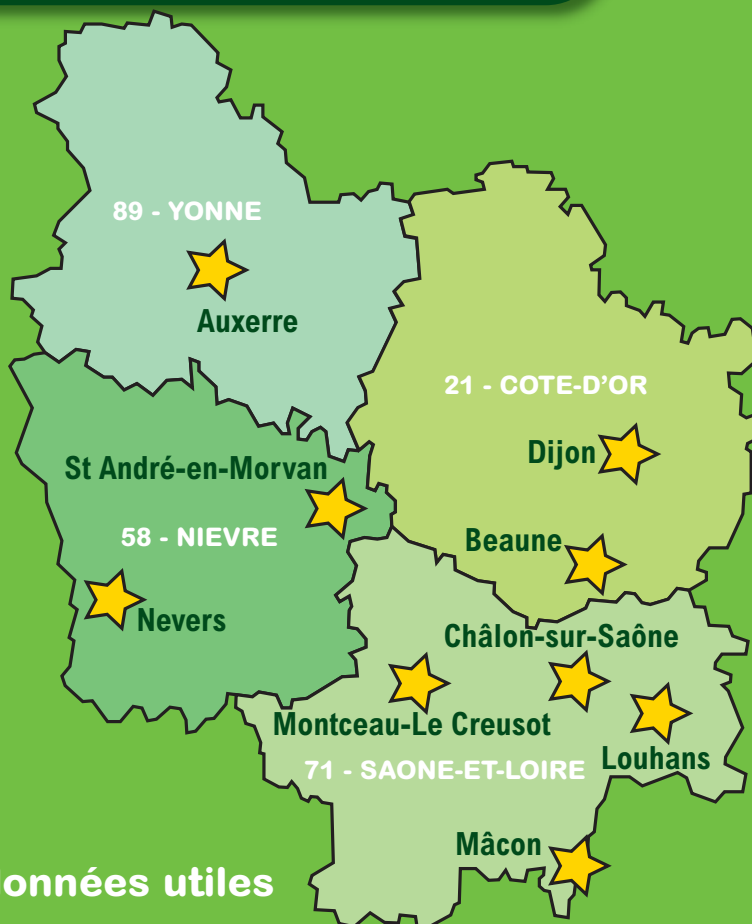 89 - YONNE
Auxerre
21 - COTE-D'OR
Dijon
St André-en-Morvan
58 - NIEVRE
Beaune
Nevers
Châlon-sur-Saône
Montceau-Le Creusot
Louhans
71 - SAONE-ET-LOIRE
Mâcon
données utiles